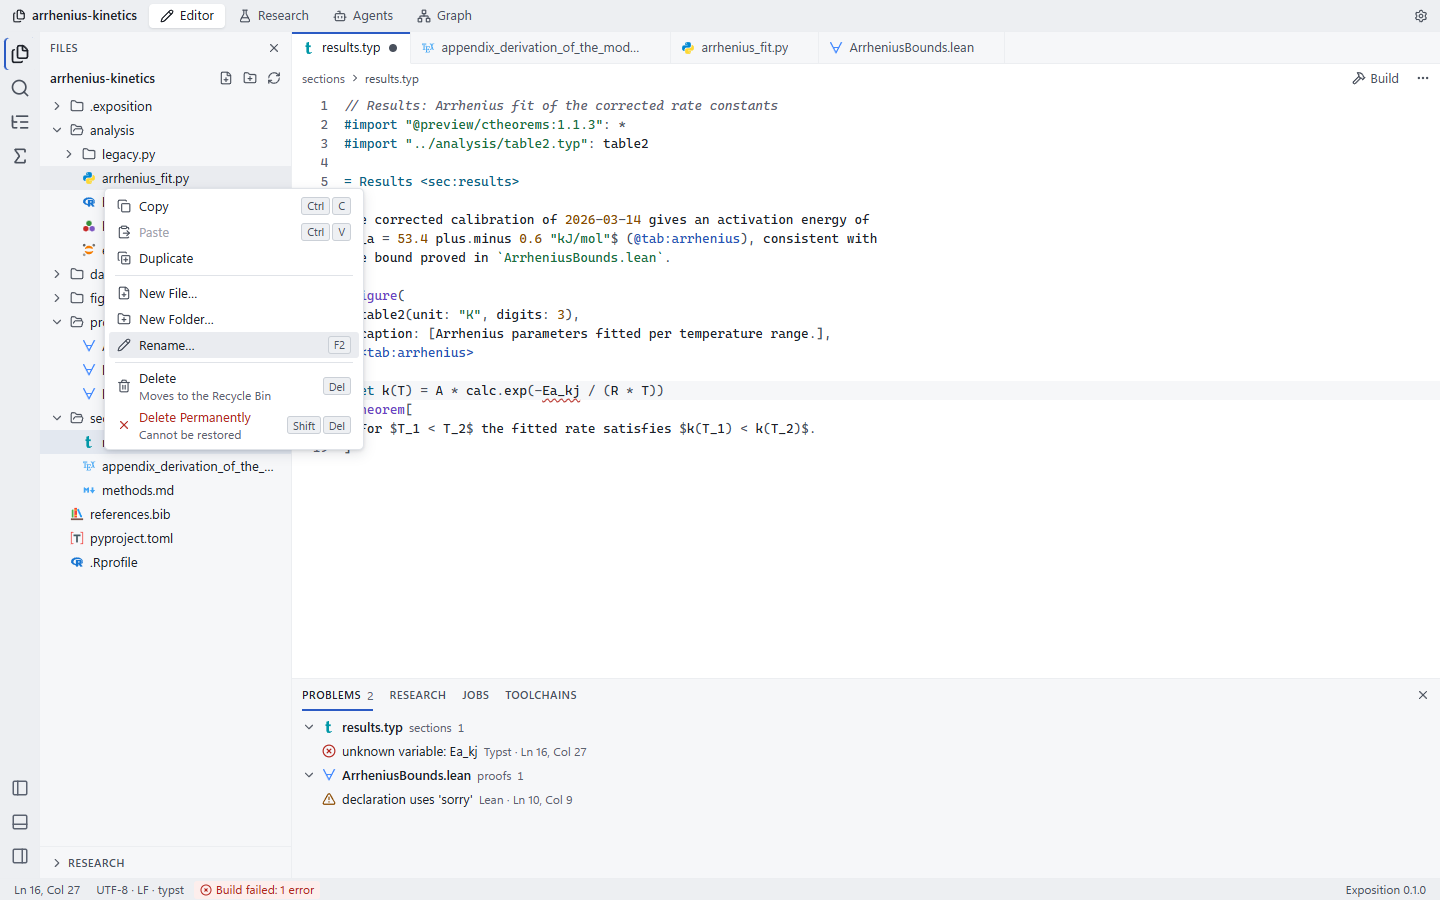 arrhenius-kinetics
Editor
Research
Agents
Graph
FILES
arrhenius-kinetics
.exposition
analysis
legacy.py
arrhenius_fit.py
Copy Ctrl C
Paste Ctrl V
Duplicate
New File...
New Folder...
Rename... F2
Delete Del
Moves to the Recycle Bin
Delete Permanently Shift Del
Cannot be restored
da
fig
pr
sec
appendix_derivation_of_the_...
methods.md
references.bib
pyproject.toml
.Rprofile
RESEARCH
results.typ
appendix_derivation_of_the_mod...
arrhenius_fit.py
ArrheniusBounds.lean
sections > results.typ
Build
1 // Results: Arrhenius fit of the corrected rate constants
2 #import "@preview/ctheorems:1.1.3": *
3 #import "../analysis/table2.typ": table2
4
5 = Results <sec:results>
e corrected calibration of 2026-03-14 gives an activation energy of
_a = 53.4 plus.minus 0.6 "kJ/mol"$ (@tab:arrhenius), consistent with
e bound proved in `ArrheniusBounds.lean`.
igure(
table2(unit: "K", digits: 3),
caption: [Arrhenius parameters fitted per temperature range.],
<tab:arrhenius>
et k(T) = A * calc.exp(-Ea_kj / (R * T))
heorem[
For $T_1 < T_2$ the fitted rate satisfies $k(T_1) < k(T_2)$.
19 ]
PROBLEMS 2
RESEARCH
JOBS
TOOLCHAINS
results.typ sections 1
unknown variable: Ea_kj Typst · Ln 16, Col 27
ArrheniusBounds.lean proofs 1
declaration uses 'sorry' Lean · Ln 10, Col 9
Ln 16, Col 27
UTF-8 · LF · typst
Build failed: 1 error
Exposition 0.1.0